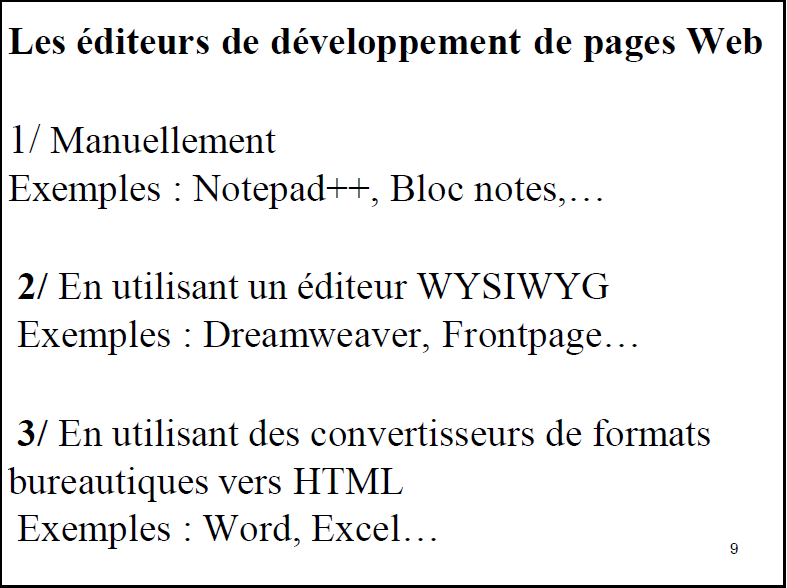 Les éditeurs de développement de pages Web
1/ Manuellement
Exemples : Notepad++, Bloc notes,…
2/ En utilisant un éditeur WYSIWYG
Exemples : Dreamweaver, Frontpage…
3/ En utilisant des convertisseurs de formats
bureautiques vers HTML
Exemples : Word, Excel…
9